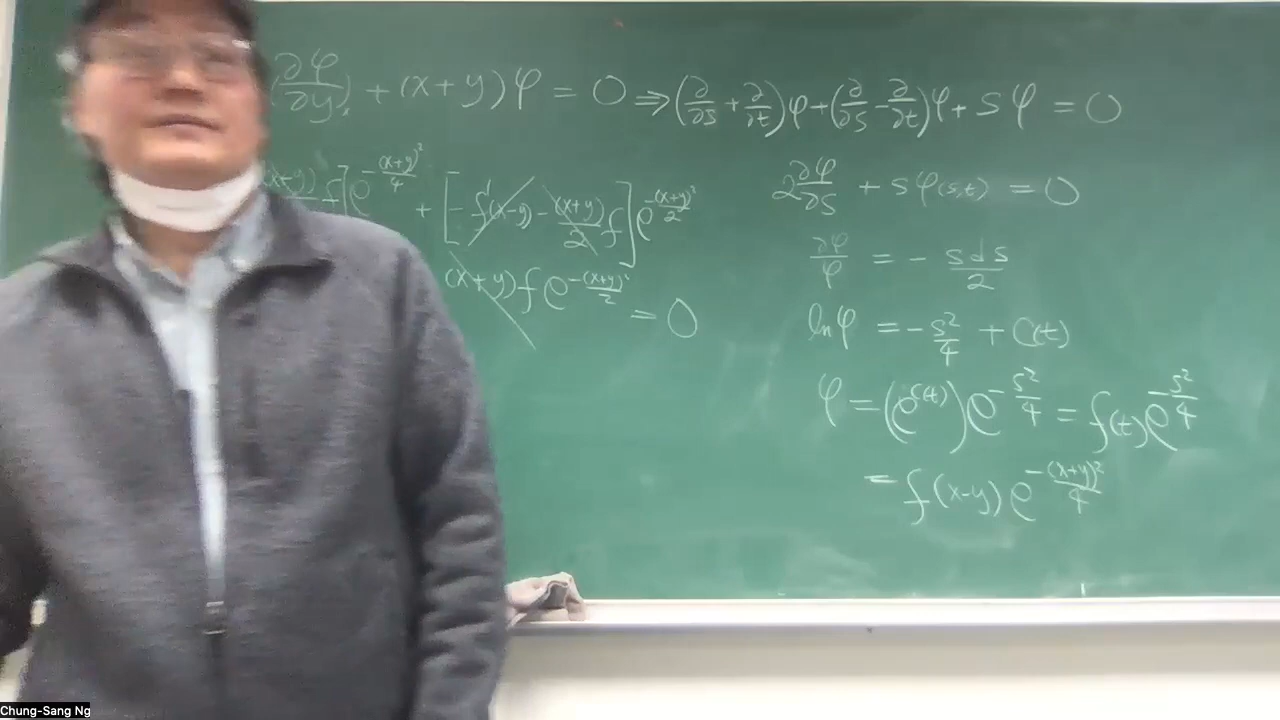 ∂φ/∂y + (x+y)φ = 0 ⇒ (∂/∂s + ∂/∂t)φ + (∂/∂s - ∂/∂t)φ + sφ = 0
(x+y) f] e^{-(x+y)²/4} + [-f'(x-y) - (x+y)/2 f] e^{-(x+y)²/2}
(x+y) f e^{-(x+y)²/2} = 0
2 ∂φ/∂s + sφ(s,t) = 0
∂φ/φ = - sds/2
ln φ = - s²/4 + C(t)
φ = (e^{C(t)}) e^{-s²/4} = f(t) e^{-s²/4}
= f(x-y) e^{-(x+y)²/4}
Chung-Sang Ng